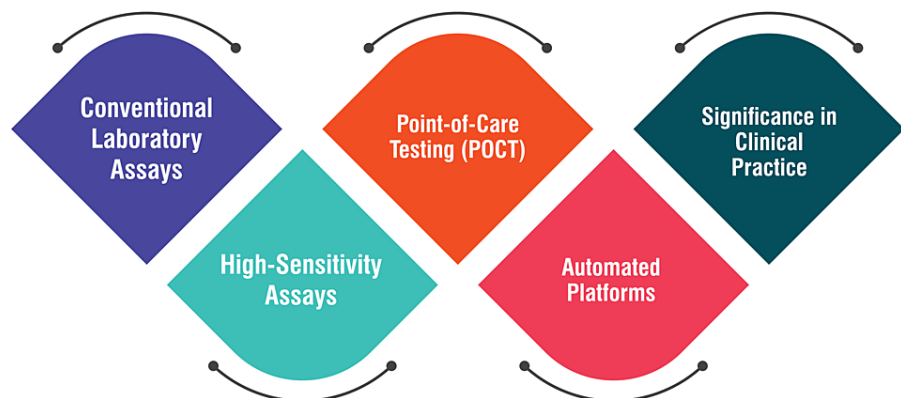 Conventional
Laboratory
Assays
High-Sensitivity
Assays
Point-of-Care
Testing (POCT)
Automated
Platforms
Significance in
Clinical
Practice